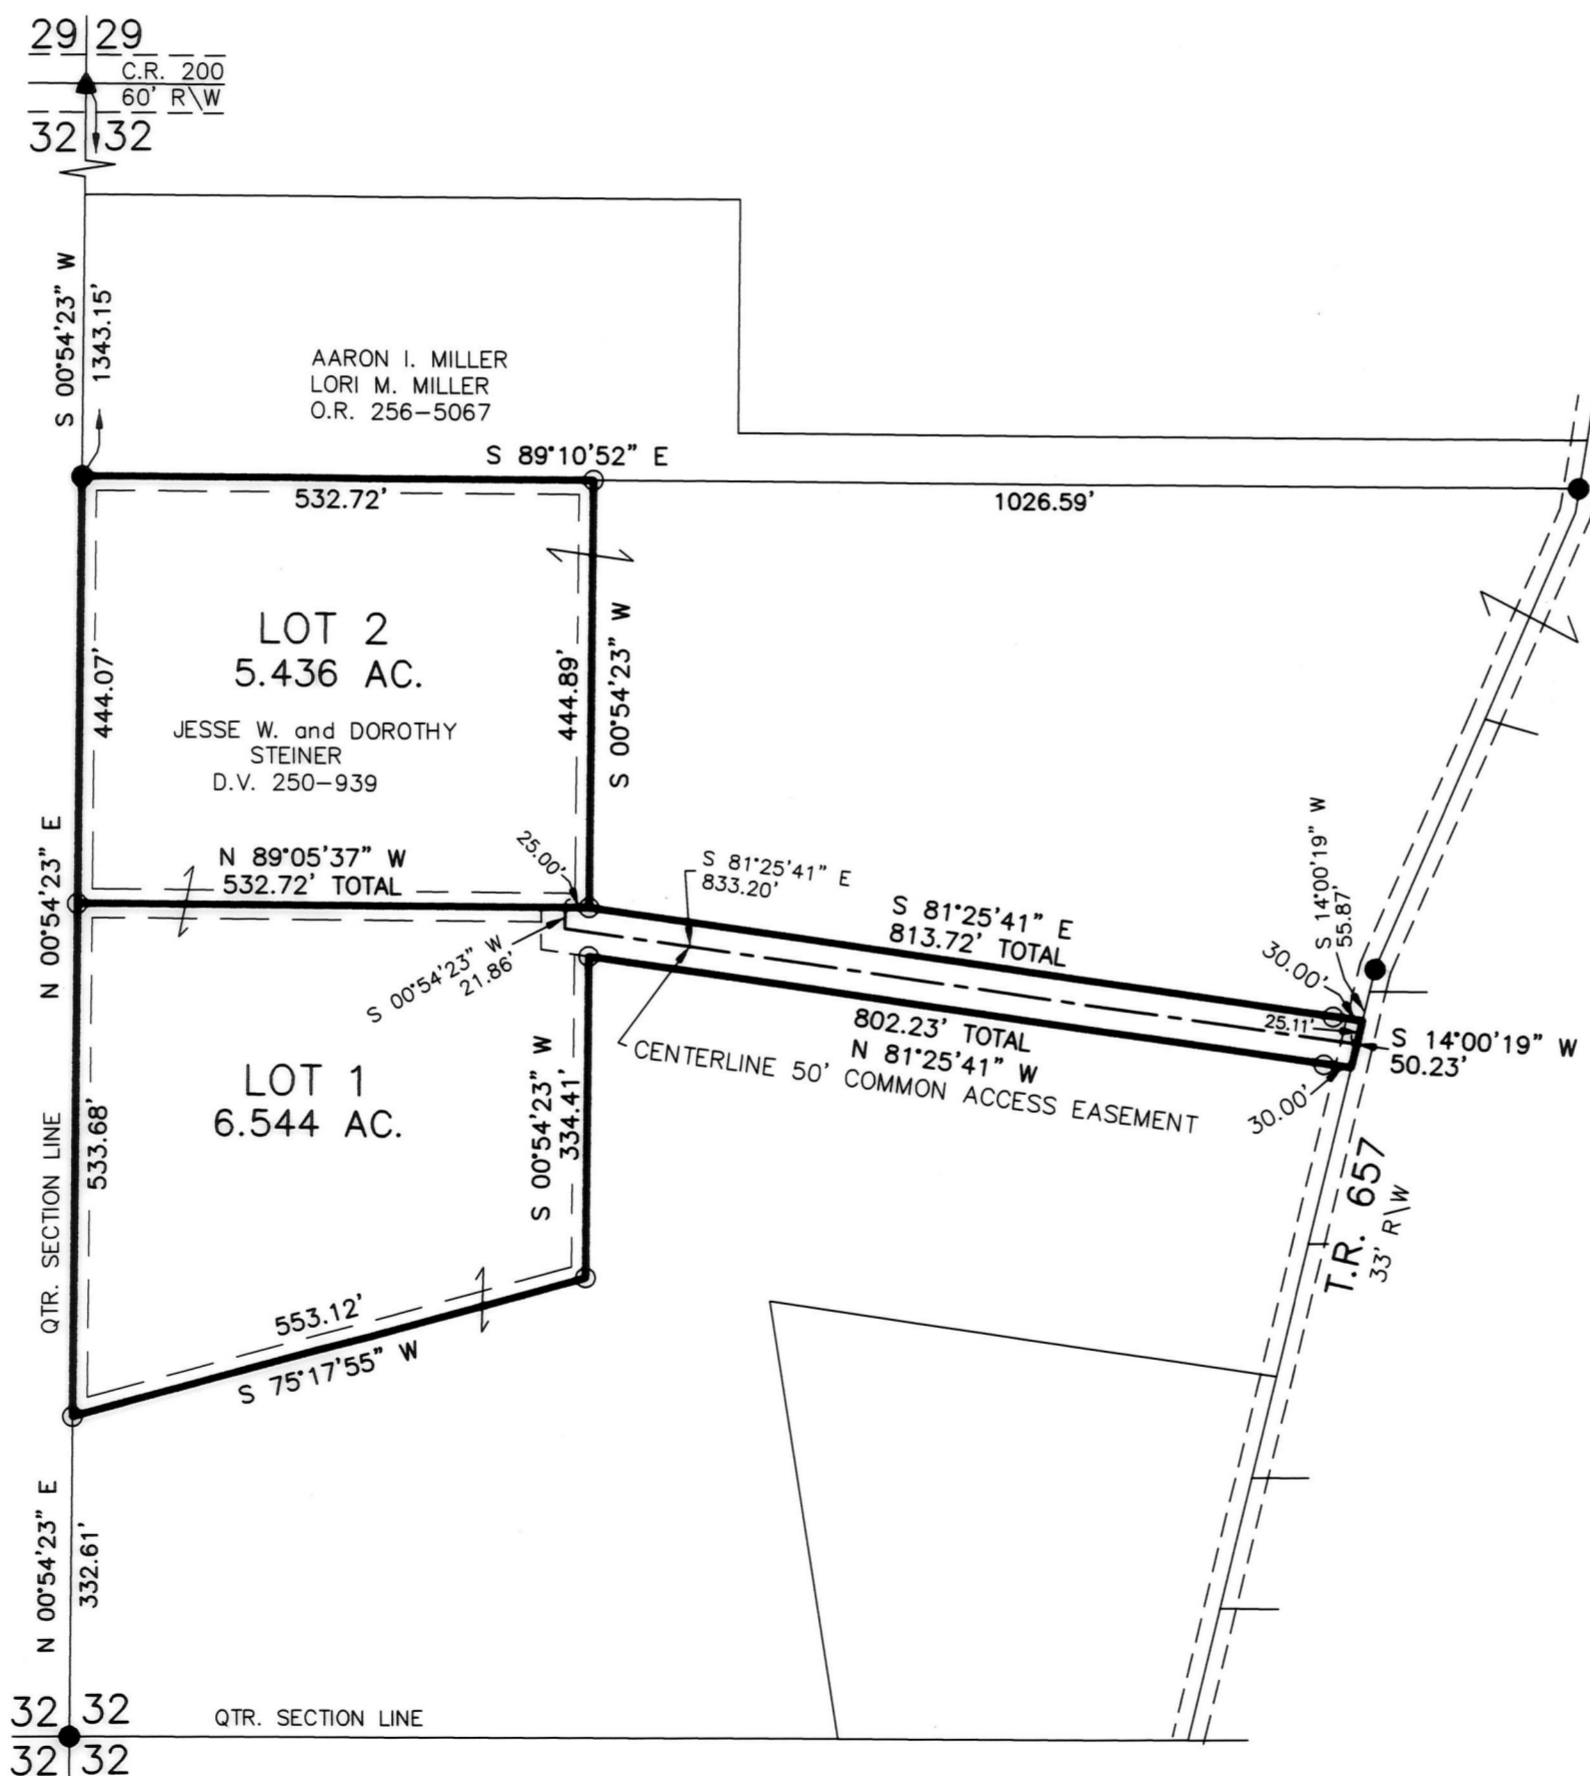 29 29
C.R. 200
60' R\W
32 32
S 00°54'23" W
1343.15'
AARON I. MILLER
LORI M. MILLER
O.R. 256-5067
S 89°10'52" E
532.72'
1026.59'
LOT 2
5.436 AC.
444.07'
444.89'
S 00°54'23" W
JESSE W. and DOROTHY
STEINER
D.V. 250-939
N 00°54'23" E
N 89°05'37" W
532.72' TOTAL
25.00'
S 81°25'41" E
833.20'
S 81°25'41" E
813.72' TOTAL
S 14°00'19" W
55.87'
30.00'
25.11'
S 14°00'19" W
50.23'
S 00°54'23" W
21.86'
802.23' TOTAL
N 81°25'41" W
CENTERLINE 50' COMMON ACCESS EASEMENT
30.00'
LOT 1
6.544 AC.
S 00°54'23" W
334.41'
533.68'
QTR. SECTION LINE
T.R. 657
33' R\W
553.12'
S 75°17'55" W
N 00°54'23" E
332.61'
32 32
QTR. SECTION LINE
32 32